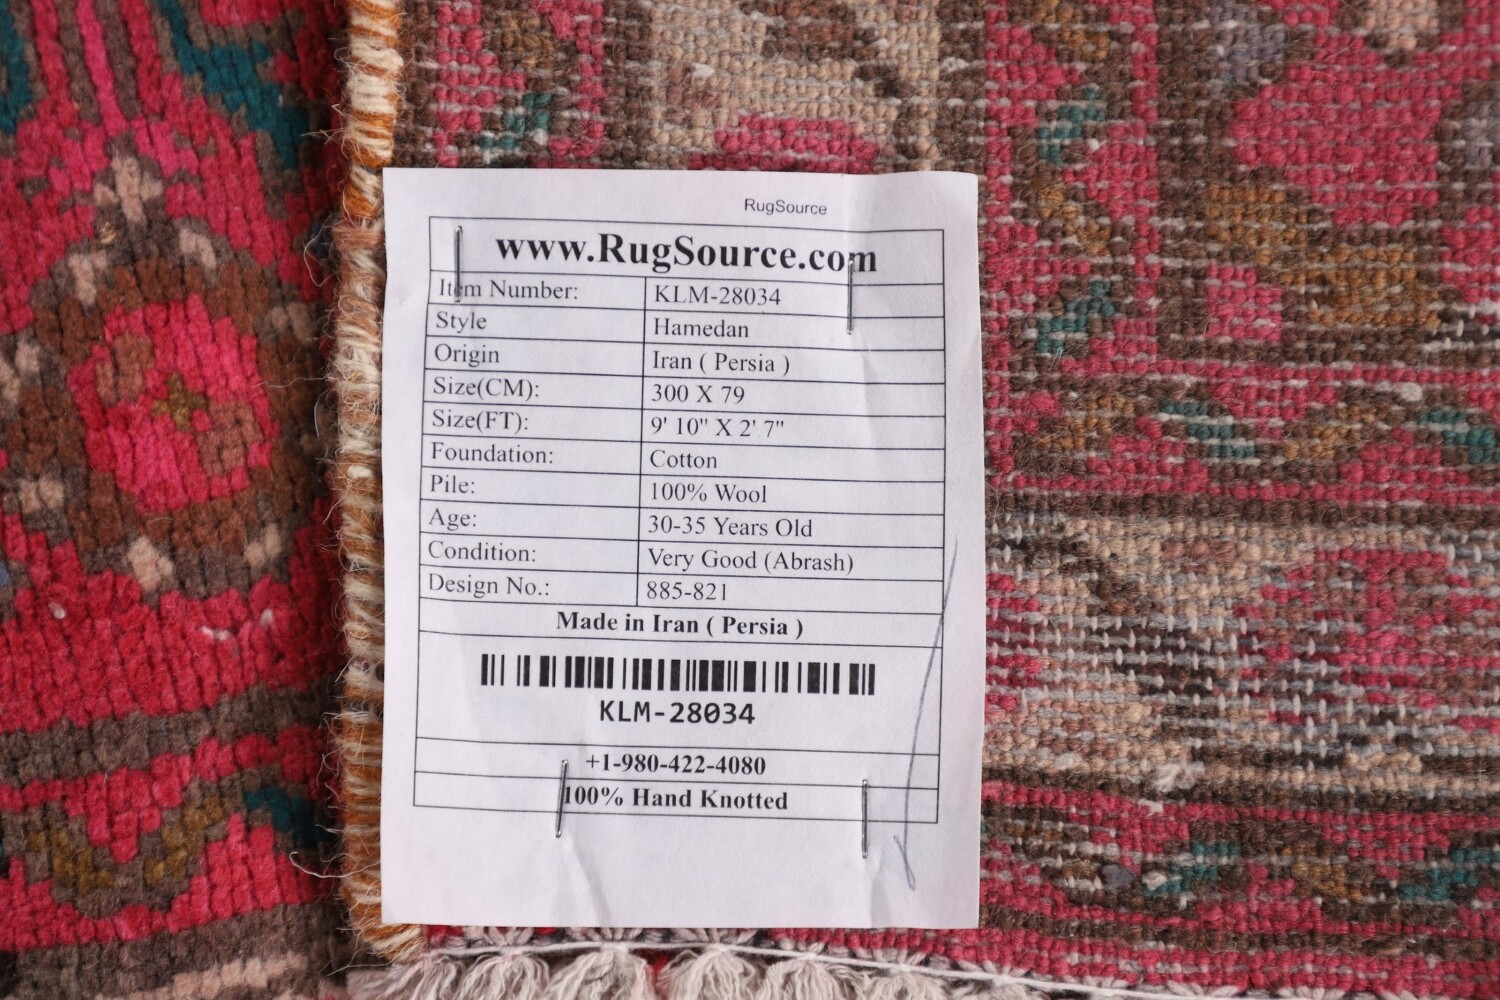 RugSource
www.RugSource.com
Item Number: KLM-28034
Style Hamedan
Origin Iran ( Persia )
Size(CM): 300 X 79
Size(FT): 9' 10" X 2' 7"
Foundation: Cotton
Pile: 100% Wool
Age: 30-35 Years Old
Condition: Very Good (Abrash)
Design No.: 885-821
Made in Iran ( Persia )
KLM-28034
+1-980-422-4080
100% Hand Knotted